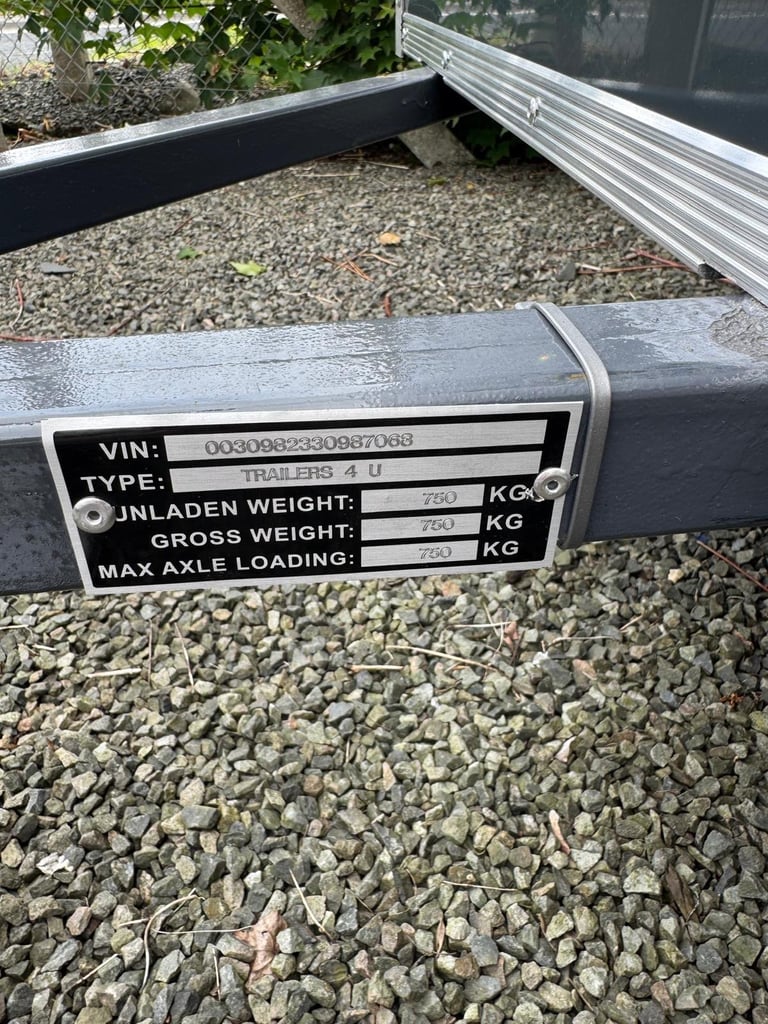 VIN: 0030982330987068
TYPE: TRAILERS 4 U
UNLADEN WEIGHT: 750 KG
GROSS WEIGHT: 750 KG
MAX AXLE LOADING: 750 KG